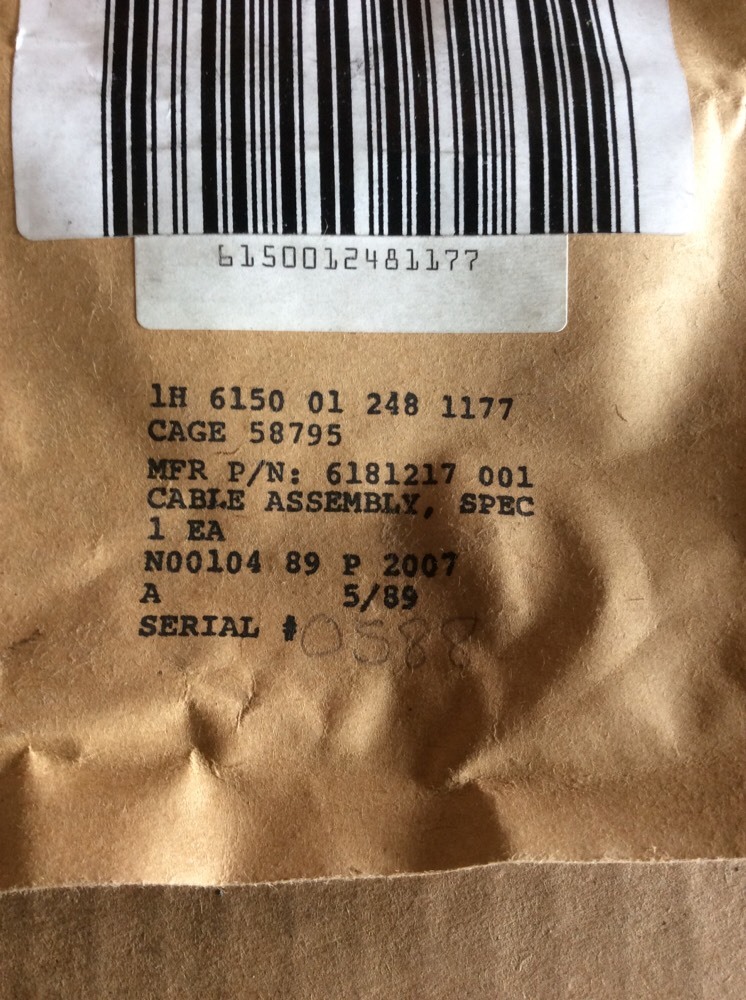 6150012481177
1H 6150 01 248 1177
CAGE 58795
MFR P/N: 6181217 001
CABLE ASSEMBLY, SPEC
1 EA
N00104 89 P 2007
A 5/89
SERIAL # 0588